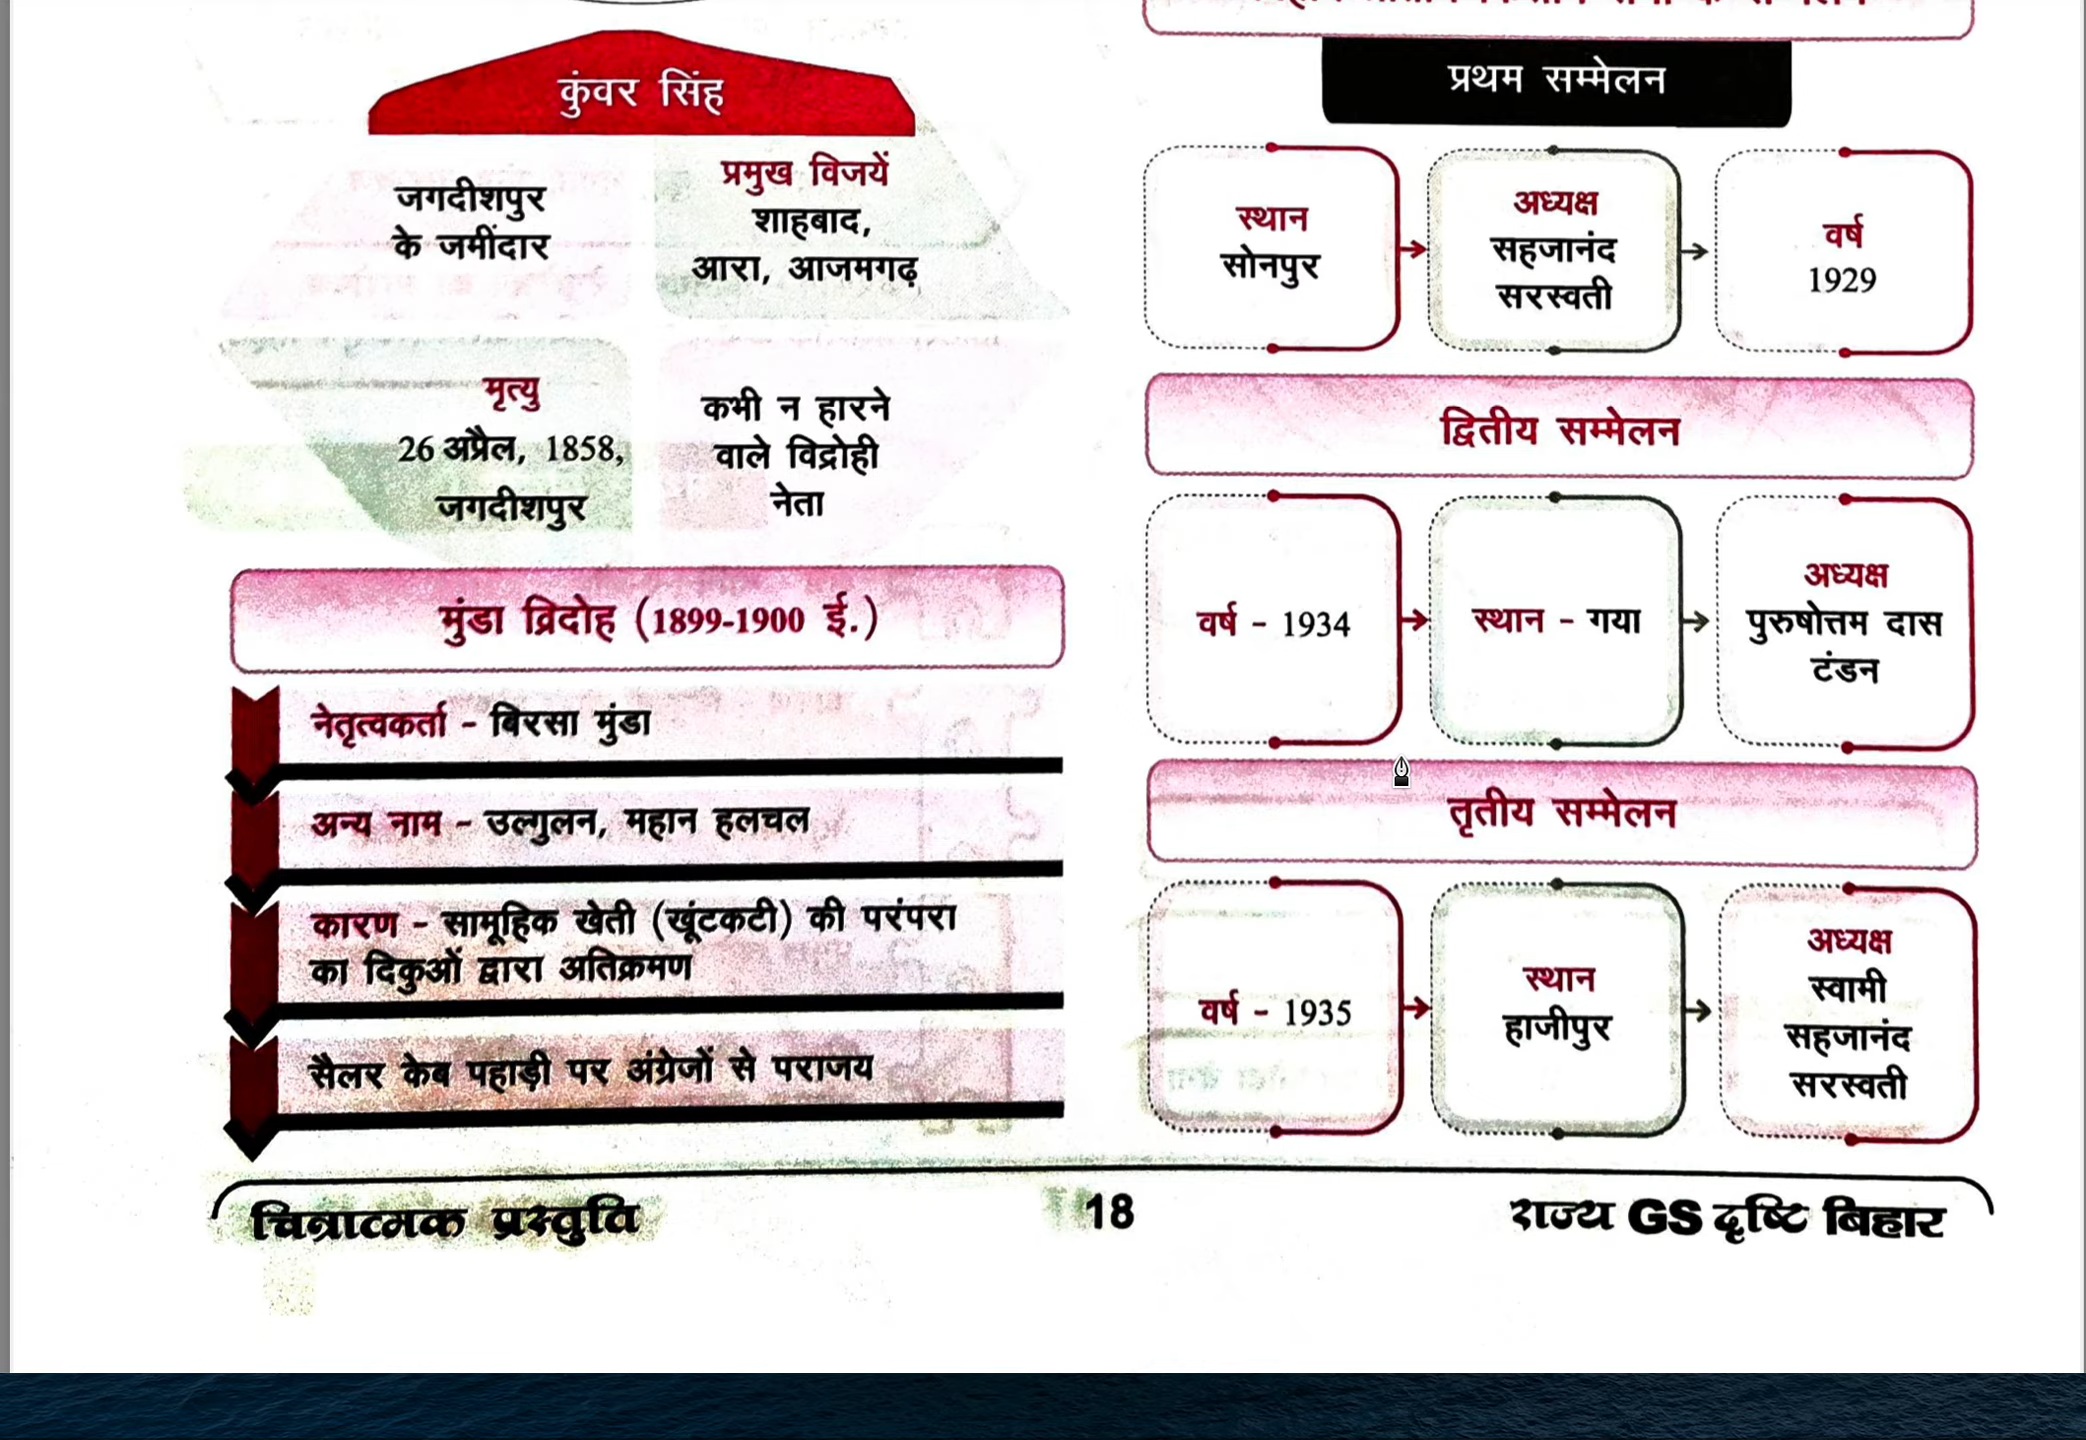 कुंवर सिंह
जगदीशपुर
के जमींदार
प्रमुख विजयें
शाहबाद,
आरा, आजमगढ़
मृत्यु
26 अप्रैल, 1858,
जगदीशपुर
कभी न हारने
वाले विद्रोही
नेता
मुंडा व्रिदोह (1899-1900 ई.)
नेतृत्वकर्ता - बिरसा मुंडा
अन्य नाम - उल्गुलन, महान हलचल
कारण - सामूहिक खेती (खूंटकटी) की परंपरा
का दिकुओं द्वारा अतिक्रमण
सैलर केब पहाड़ी पर अंग्रेजों से पराजय
प्रथम सम्मेलन
स्थान
सोनपुर
अध्यक्ष
सहजानंद
सरस्वती
वर्ष
1929
द्वितीय सम्मेलन
वर्ष - 1934
स्थान - गया
अध्यक्ष
पुरुषोत्तम दास
टंडन
तृतीय सम्मेलन
वर्ष - 1935
स्थान
हाजीपुर
अध्यक्ष
स्वामी
सहजानंद
सरस्वती
चित्रात्मक प्रस्तुति
18
राज्य GS दृष्टि बिहार